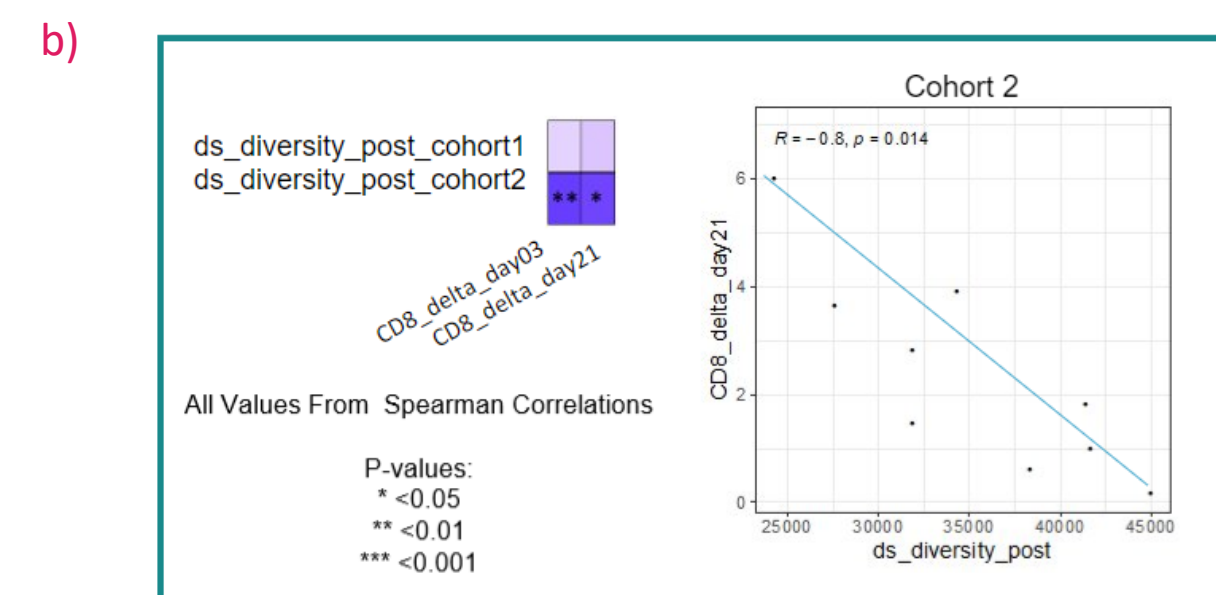 b)
ds_diversity_post_cohort1
ds_diversity_post_cohort2
** *
CD8_delta_day03
CD8_delta_day21
All Values From Spearman Correlations
P-values:
* <0.05
** <0.01
*** <0.001
Cohort 2
R = −0.8, p = 0.014
CD8_delta_day21
6
4
2
0
25000 30000 35000 40000 45000
ds_diversity_post